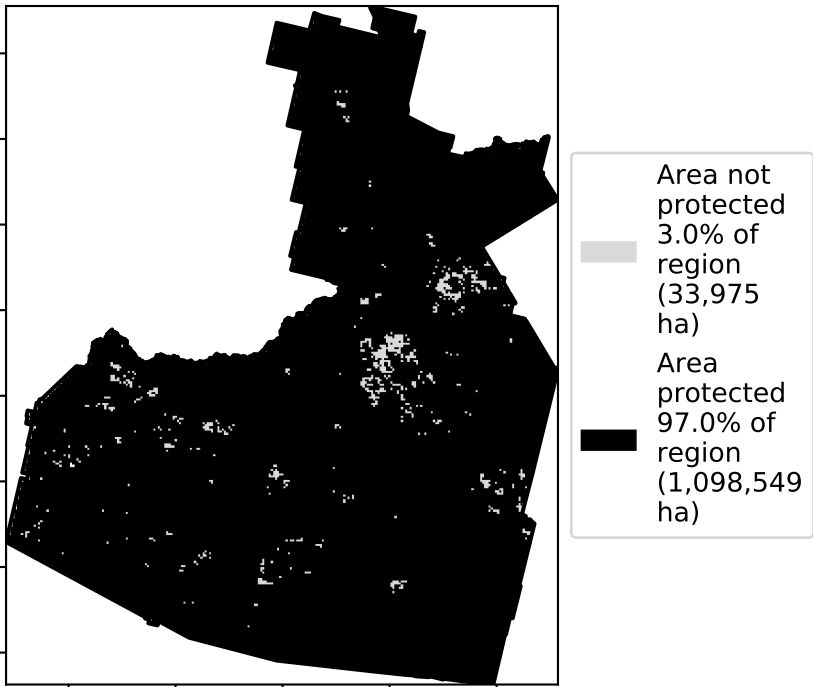 Area not
protected
3.0% of
region
(33,975
ha)
Area
protected
97.0% of
region
(1,098,549
ha)